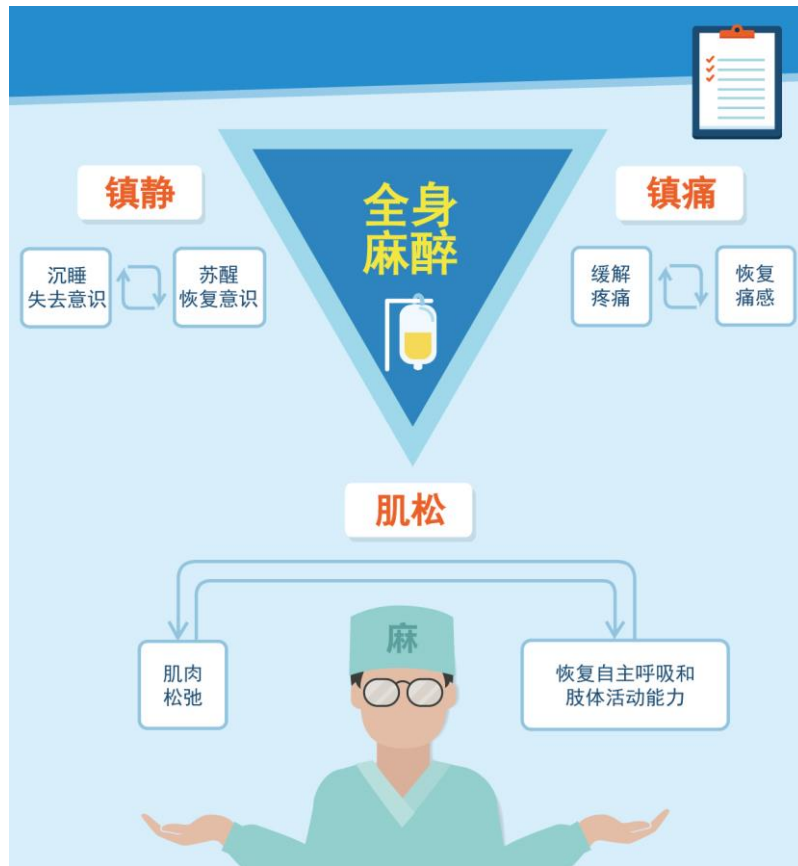 全身
麻醉
镇静
镇痛
沉睡
失去意识
苏醒
恢复意识
缓解
疼痛
恢复
痛感
肌松
麻
肌肉
松弛
恢复自主呼吸和
肢体活动能力